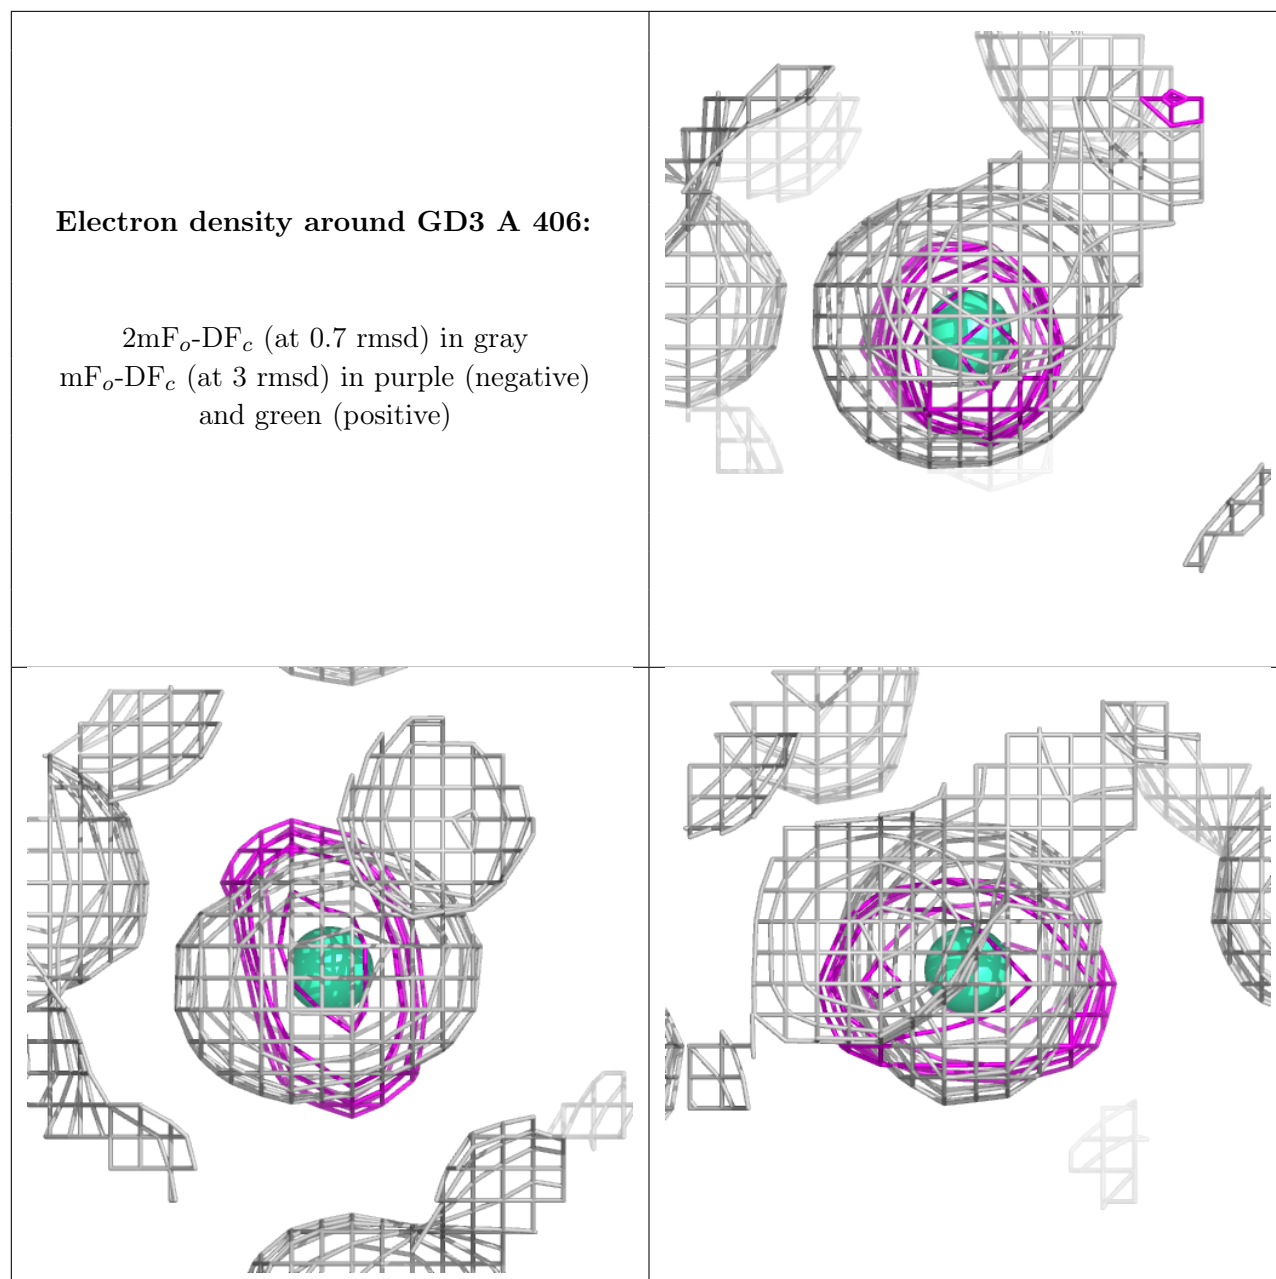 Electron density around GD3 A 406:
2mFo-DFc (at 0.7 rmsd) in gray
mFo-DFc (at 3 rmsd) in purple (negative)
and green (positive)